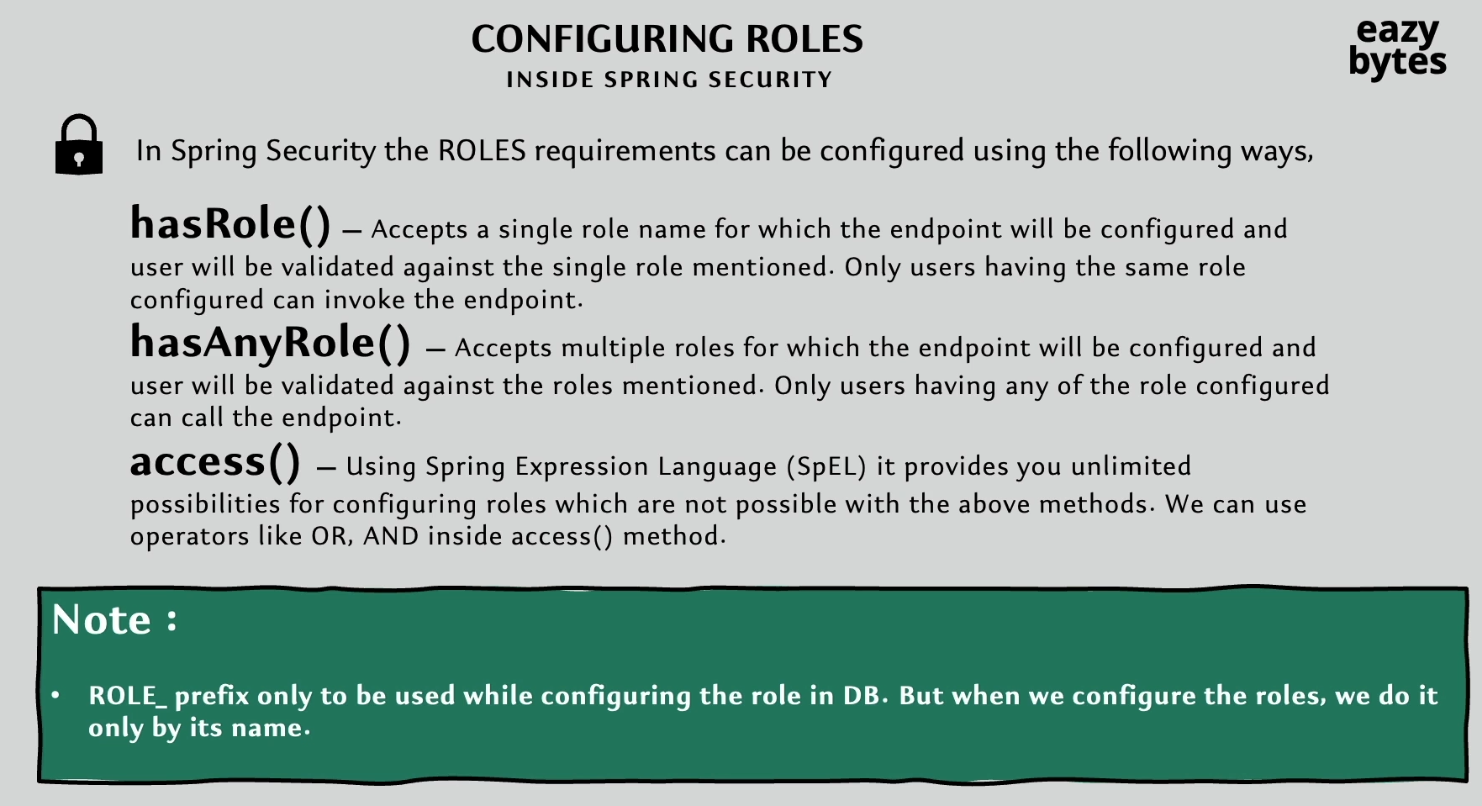 CONFIGURING ROLES
INSIDE SPRING SECURITY
eazy
bytes
In Spring Security the ROLES requirements can be configured using the following ways,
hasRole() – Accepts a single role name for which the endpoint will be configured and
user will be validated against the single role mentioned. Only users having the same role
configured can invoke the endpoint.
hasAnyRole() – Accepts multiple roles for which the endpoint will be configured and
user will be validated against the roles mentioned. Only users having any of the role configured
can call the endpoint.
access() – Using Spring Expression Language (SpEL) it provides you unlimited
possibilities for configuring roles which are not possible with the above methods. We can use
operators like OR, AND inside access() method.
Note :
• ROLE_ prefix only to be used while configuring the role in DB. But when we configure the roles, we do it
only by its name.